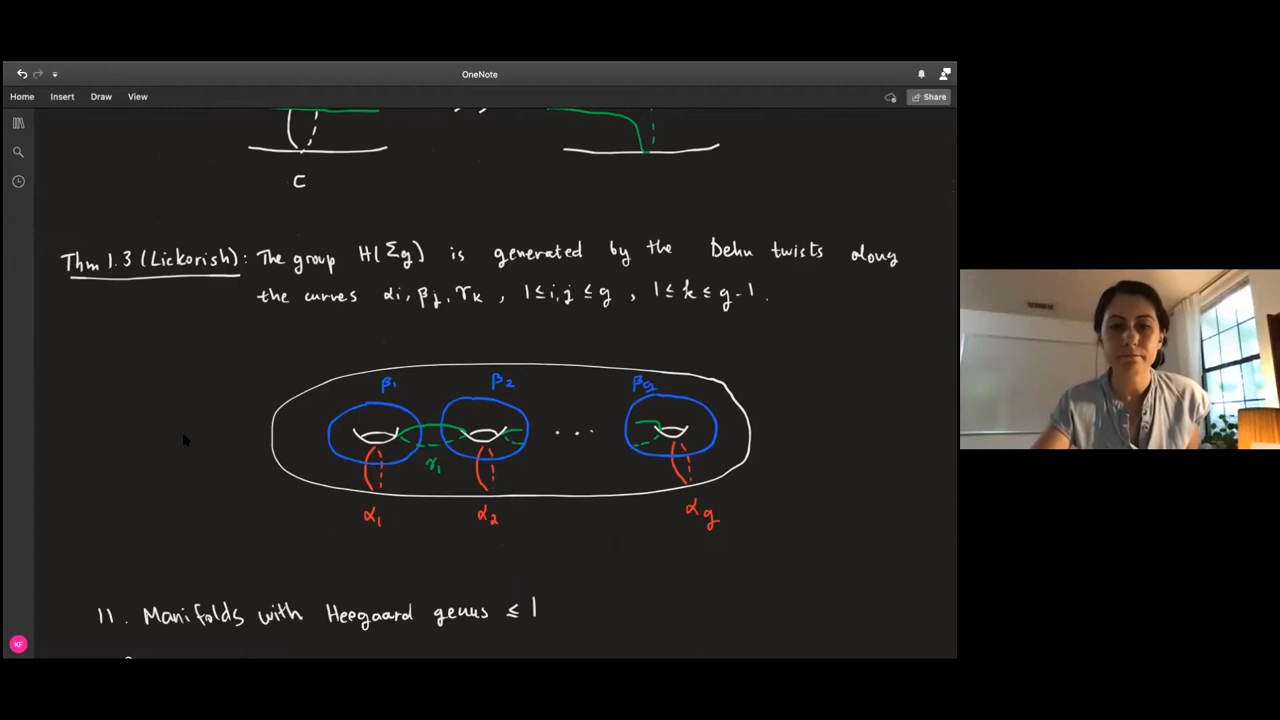 OneNote
Home Insert Draw View Share
c
Thm 1.3 (Lickorish): The group H(Σg) is generated by the Dehn twists along
the curves αi, βj, γk, 1≤i,j≤g, 1≤k≤g-1.
β1 β2 βg
γ1
α1 α2 αg
11. Manifolds with Heegaard genus ≤ 1
KF